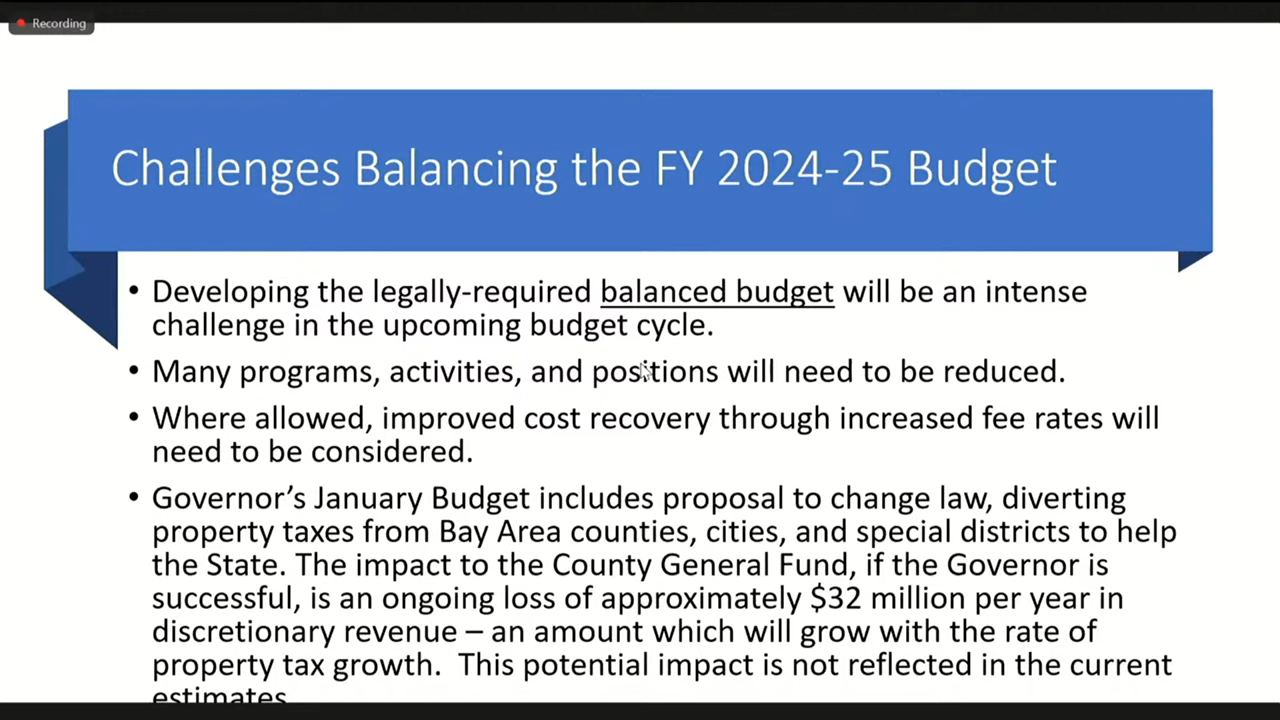 Recording
Challenges Balancing the FY 2024-25 Budget
• Developing the legally-required balanced budget will be an intense
challenge in the upcoming budget cycle.
• Many programs, activities, and positions will need to be reduced.
• Where allowed, improved cost recovery through increased fee rates will
need to be considered.
• Governor’s January Budget includes proposal to change law, diverting
property taxes from Bay Area counties, cities, and special districts to help
the State. The impact to the County General Fund, if the Governor is
successful, is an ongoing loss of approximately $32 million per year in
discretionary revenue – an amount which will grow with the rate of
property tax growth.  This potential impact is not reflected in the current
estimates.